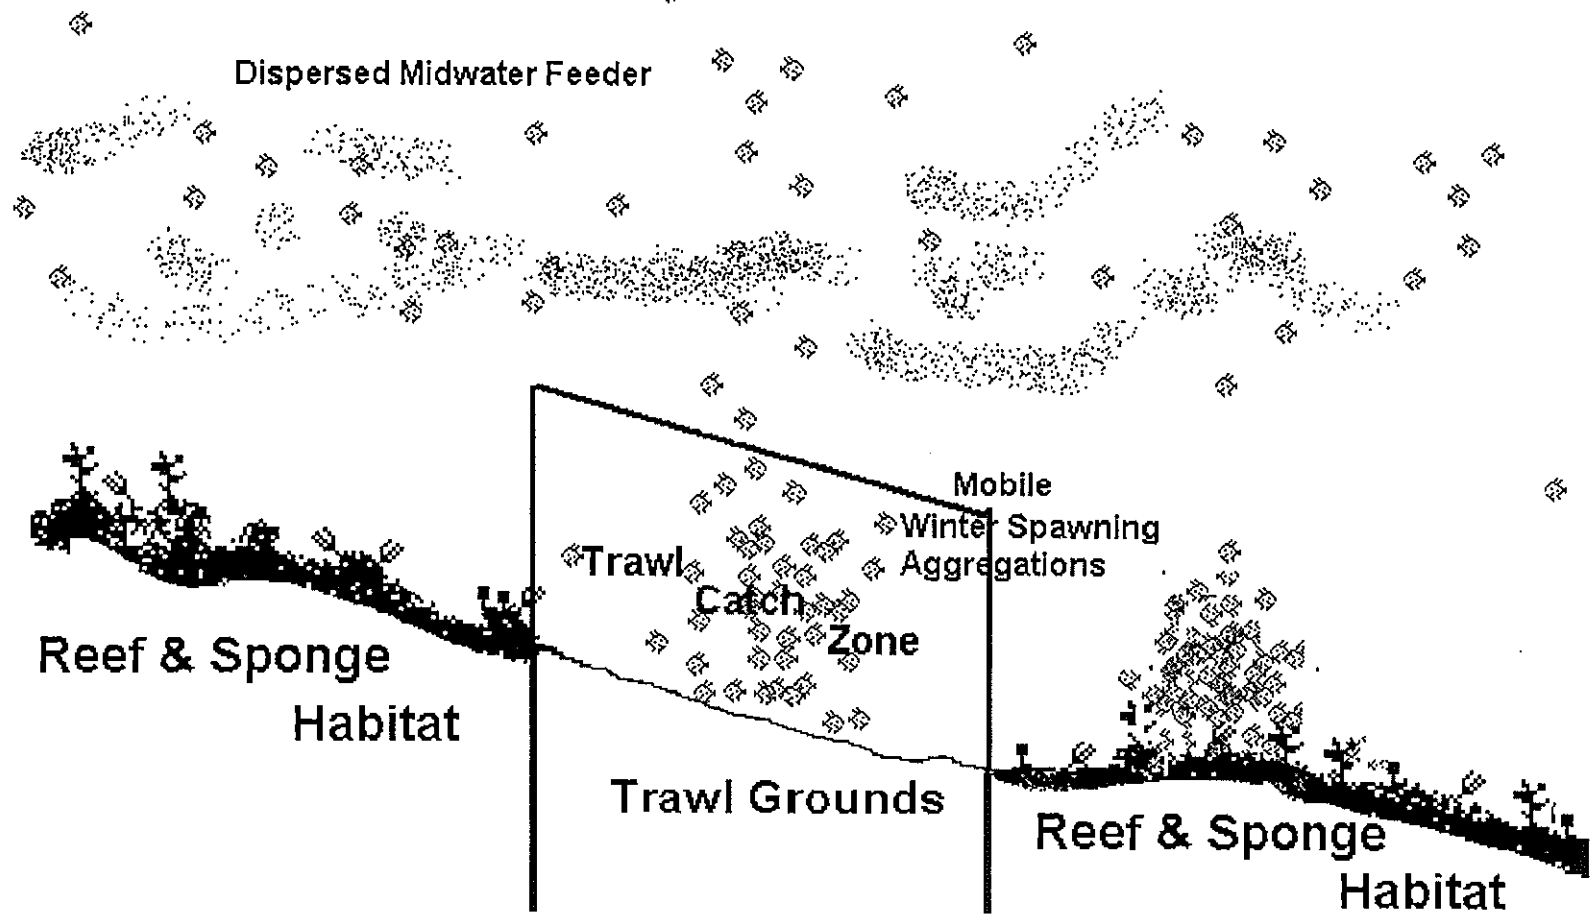 Dispersed Midwater Feeder
Mobile
Winter Spawning
Aggregations
Trawl
Catch
Zone
Reef & Sponge
Habitat
Trawl Grounds
Reef & Sponge
Habitat